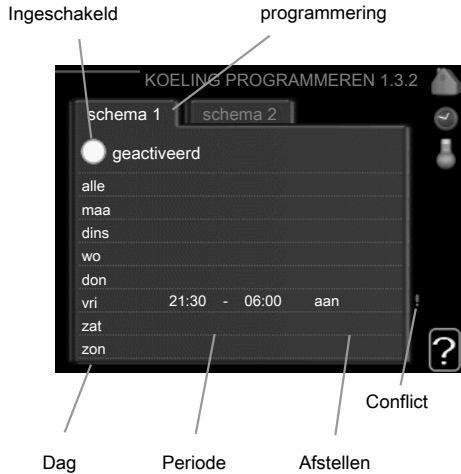 Ingeschakeld programmering
KOELING PROGRAMMEREN 1.3.2
schema 1 schema 2
geactiveerd
alle
maa
dins
wo
don
vri 21:30 - 06:00 aan
zat
zon
!
?
Conflict
Dag Periode Afstellen